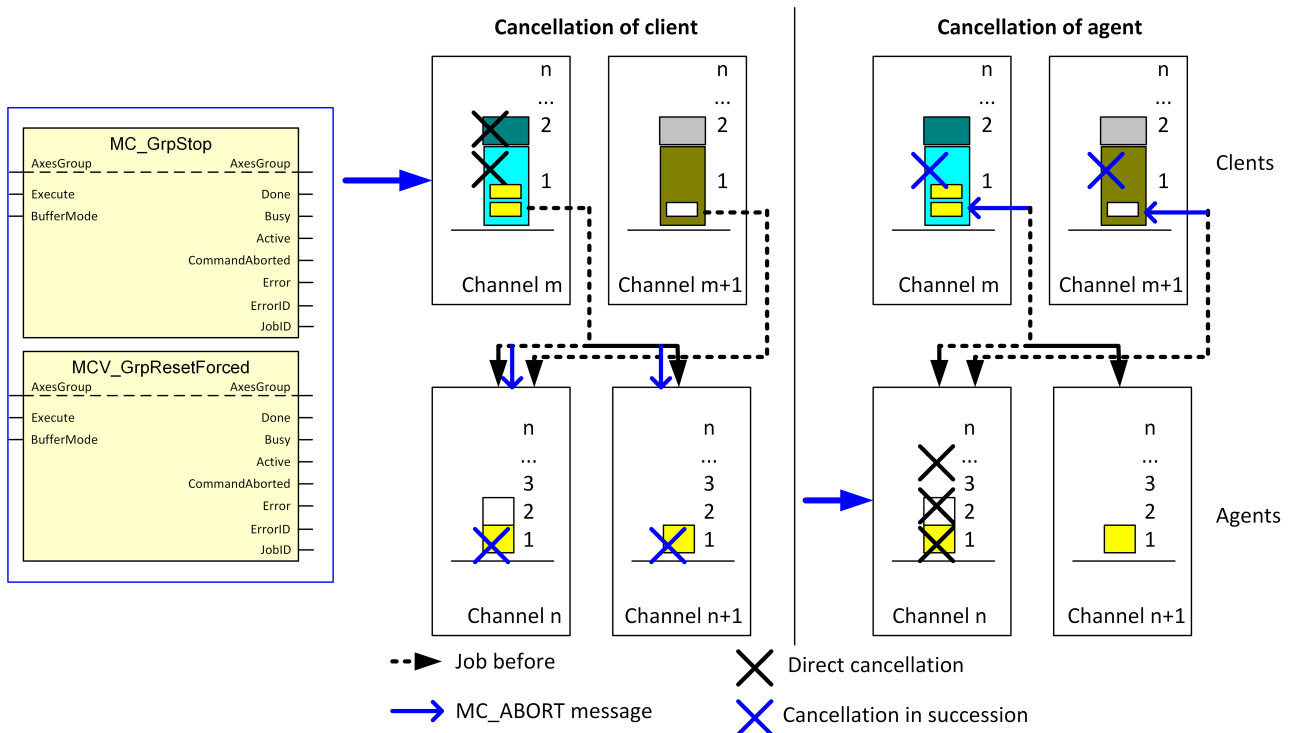 Cancellation of client
Cancellation of agent
MC_GrpStop
AxesGroup AxesGroup
Execute Done
BufferMode Busy
Active
CommandAborted
Error
ErrorID
JobID
MCV_GrpResetForced
AxesGroup AxesGroup
Execute Done
BufferMode Busy
Active
CommandAborted
Error
ErrorID
JobID
n
...
2
1
Channel m
n
...
2
1
Channel m+1
n
...
2
1
Channel m
n
...
2
1
Channel m+1
Clents
n
...
3
2
1
Channel n
n
...
3
2
1
Channel n+1
n
...
3
2
1
Channel n
n
...
3
2
1
Channel n+1
Agents
Job before
Direct cancellation
MC_ABORT message
Cancellation in succession